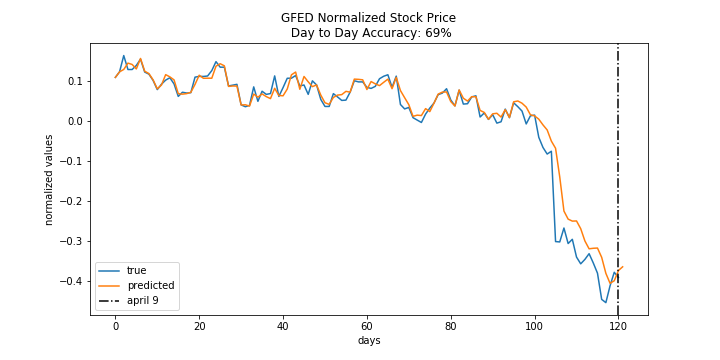 GFED Normalized Stock Price
Day to Day Accuracy: 69%
normalized values
0.1
0.0
−0.1
−0.2
−0.3
−0.4
true
predicted
april 9
0 20 40 60 80 100 120
days